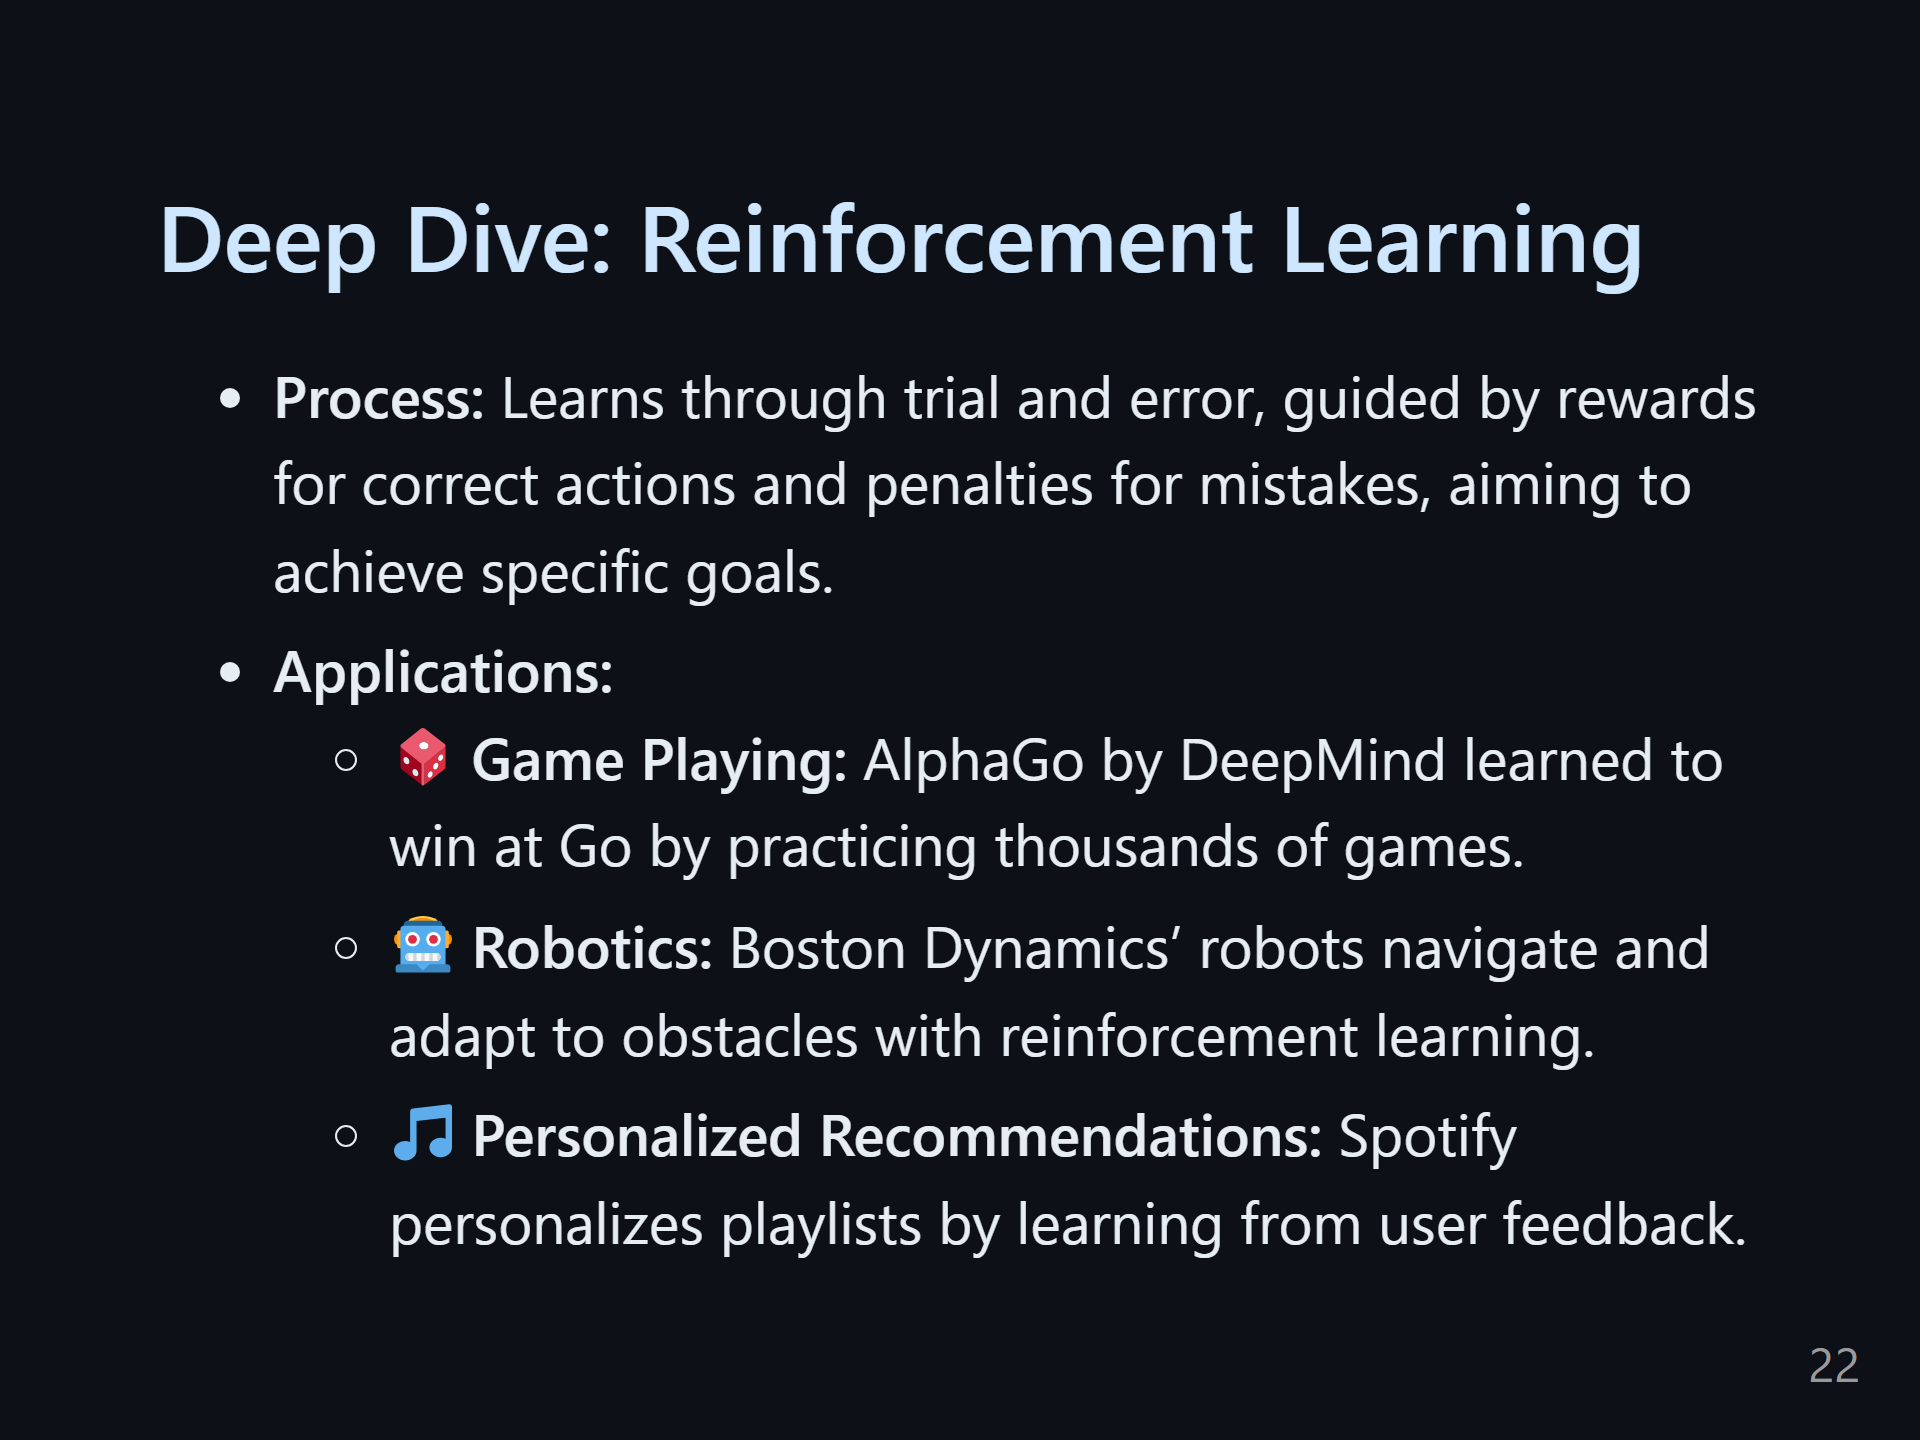 Deep Dive: Reinforcement Learning
• Process: Learns through trial and error, guided by rewards
for correct actions and penalties for mistakes, aiming to
achieve specific goals.
• Applications:
○ 🎲 Game Playing: AlphaGo by DeepMind learned to
win at Go by practicing thousands of games.
○ 🤖 Robotics: Boston Dynamics’ robots navigate and
adapt to obstacles with reinforcement learning.
○ 🎵 Personalized Recommendations: Spotify
personalizes playlists by learning from user feedback.
22